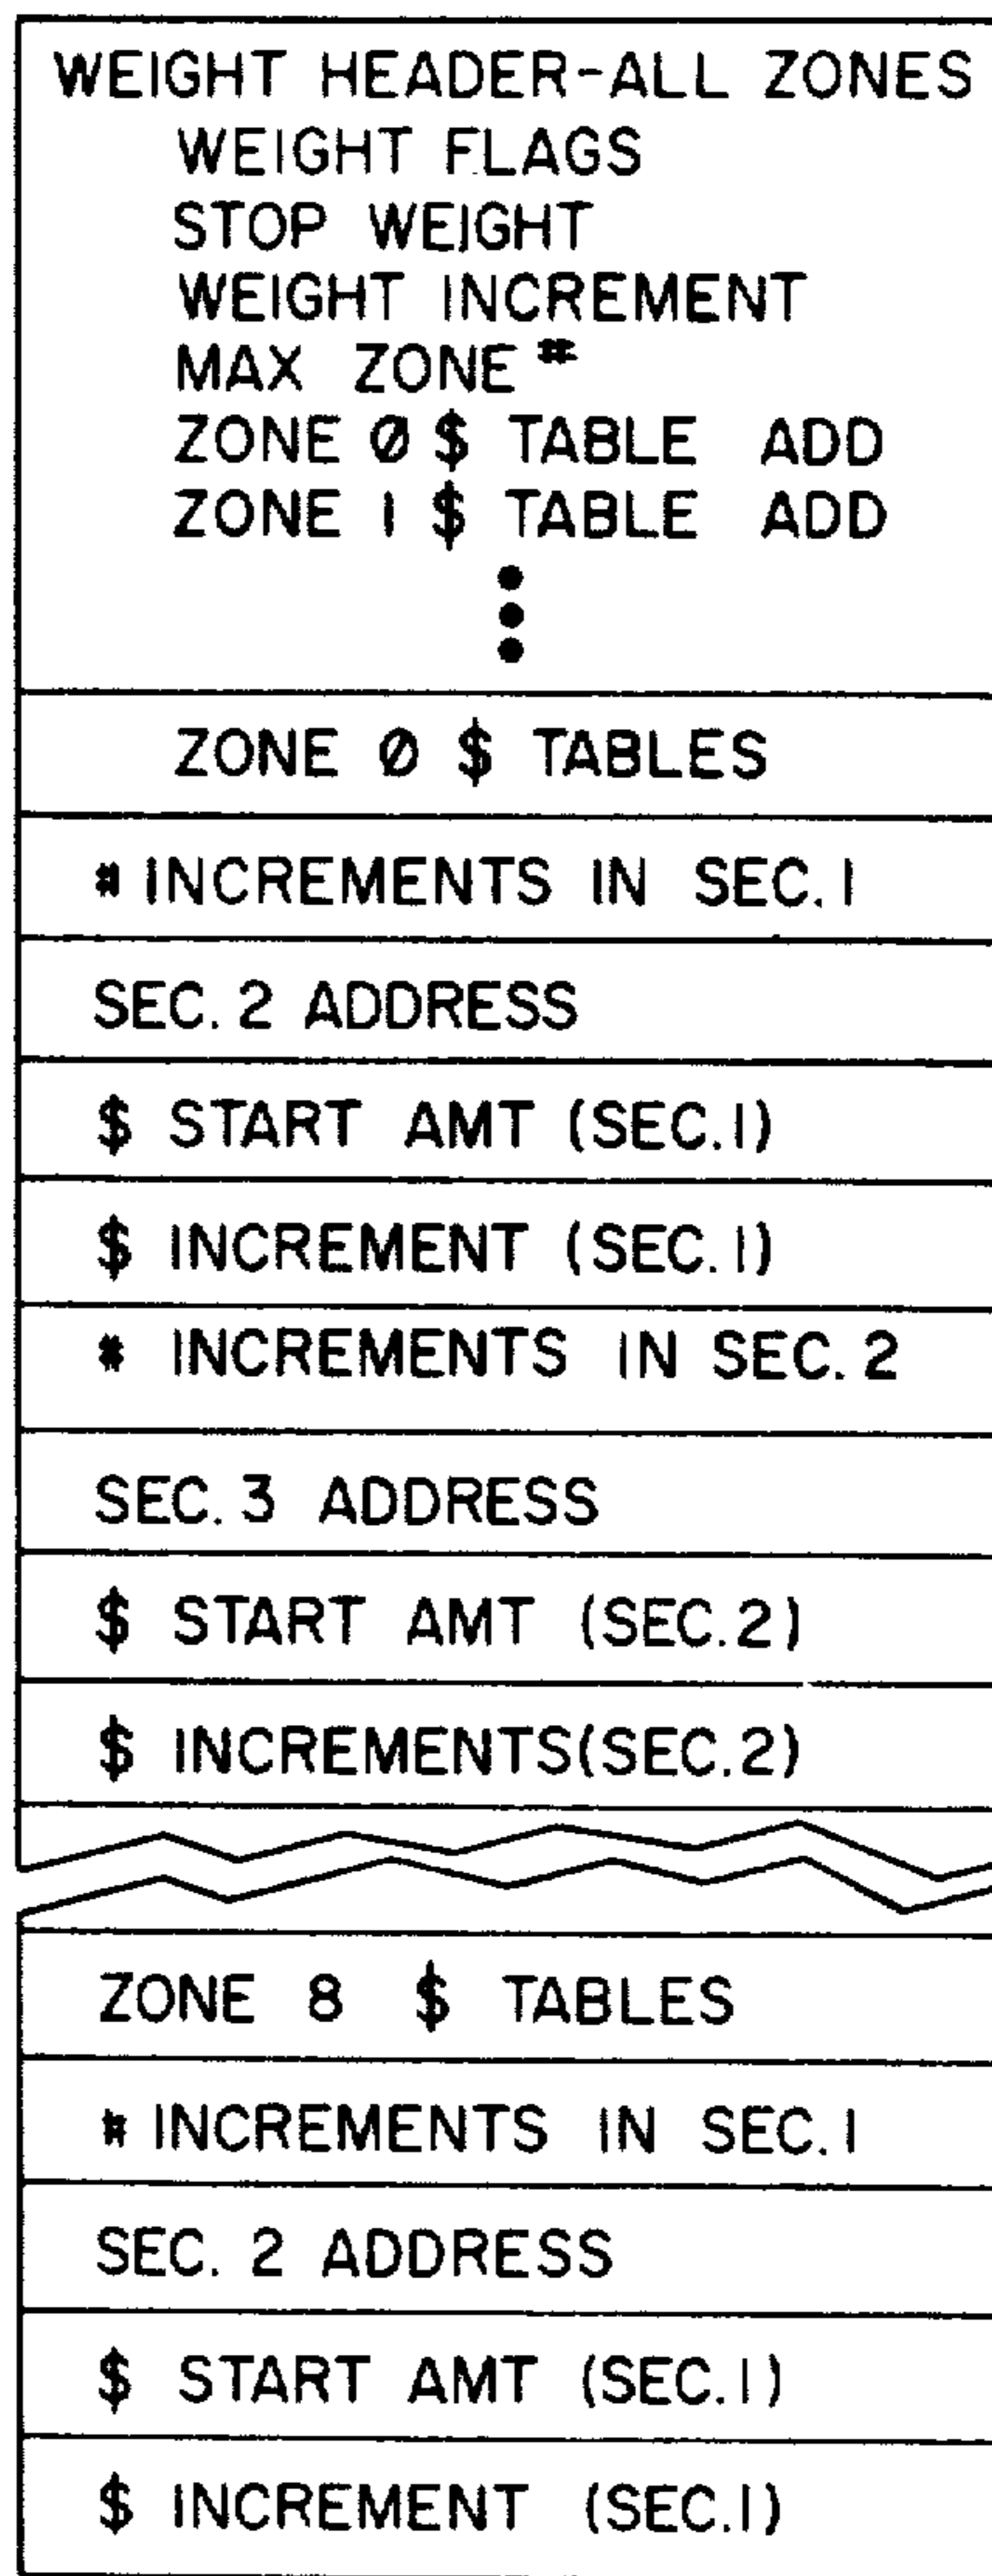 WEIGHT HEADER-ALL ZONES
WEIGHT FLAGS
STOP WEIGHT
WEIGHT INCREMENT
MAX ZONE #
ZONE Ø $ TABLE ADD
ZONE 1 $ TABLE ADD
ZONE Ø $ TABLES
# INCREMENTS IN SEC. 1
SEC. 2 ADDRESS
$ START AMT (SEC. 1)
$ INCREMENT (SEC. 1)
# INCREMENTS IN SEC. 2
SEC. 3 ADDRESS
$ START AMT (SEC. 2)
$ INCREMENTS(SEC. 2)
ZONE 8 $ TABLES
# INCREMENTS IN SEC. 1
SEC. 2 ADDRESS
$ START AMT (SEC. 1)
$ INCREMENT (SEC. 1)